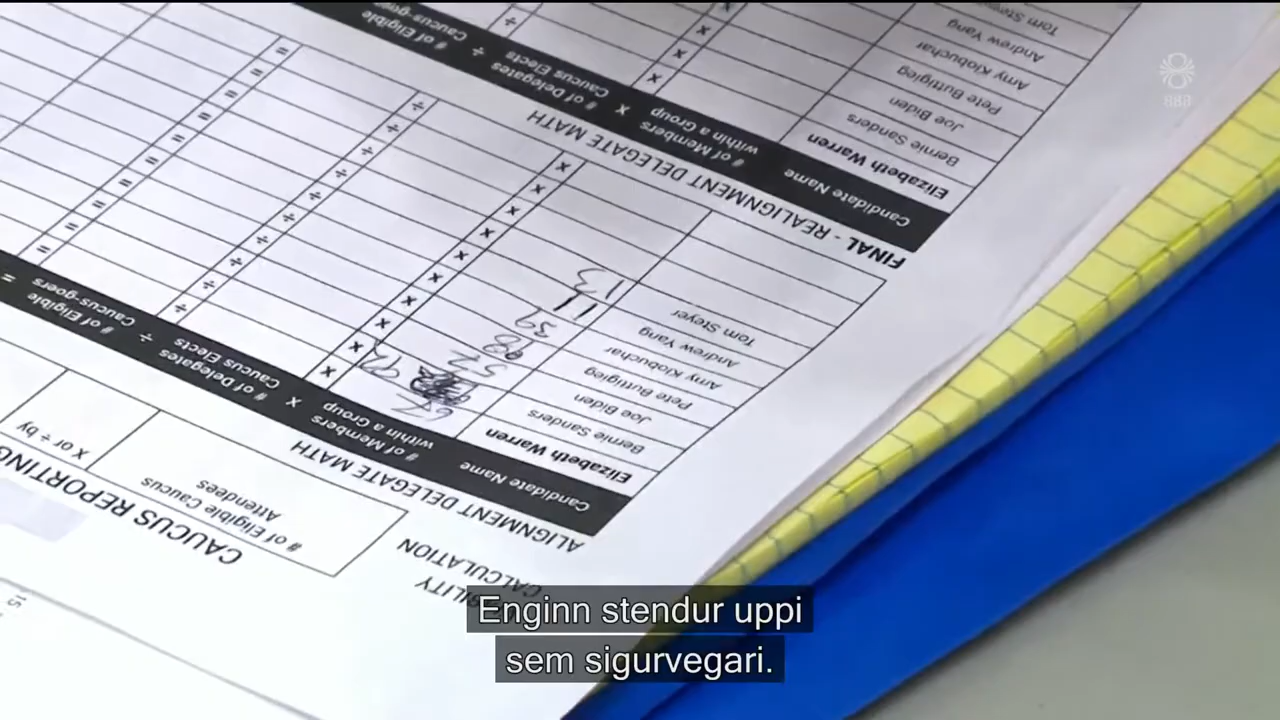 CAUCUS REPORTING
CALCULATION
# of Eligible Caucus
Attendees
x or ÷ by
ALIGNMENT DELEGATE MATH
Candidate Name # of Members within a Group x # of Delegates Caucus Elects ÷ # of Eligible Caucus-goers =
Elizabeth Warren x ÷ =
Bernie Sanders x ÷ =
Joe Biden x ÷ =
Pete Buttigieg x ÷ =
Amy Klobuchar x ÷ =
Andrew Yang 11 x ÷ =
Tom Steyer 13 x ÷ =
FINAL - REALIGNMENT DELEGATE MATH
Candidate Name # of Members within a Group x # of Delegates Caucus Elects ÷ # of Eligible Caucus-goers
Elizabeth Warren
Bernie Sanders
Joe Biden
Pete Buttigieg
Amy Klobuchar
Andrew Yang
Tom Steyer
888
Enginn stendur uppi
sem sigurvegari.